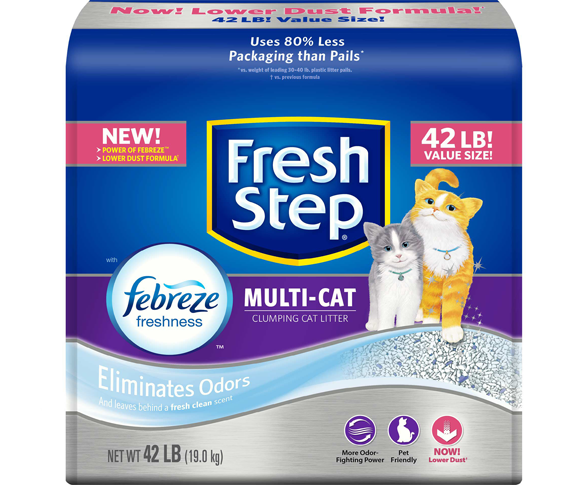 Now! Lower Dust Formula!†
42 LB! Value Size!
Uses 80% Less
Packaging than Pails*
*vs. weight of leading 30-40 lb. plastic litter pails.
† vs. previous formula
NEW!
> POWER OF FEBREZE™
> LOWER DUST FORMULA†
42 LB!
VALUE SIZE!
Fresh
Step®
with
febreze
freshness
™
MULTI-CAT
CLUMPING CAT LITTER
Eliminates Odors
And leaves behind a fresh clean scent
NET WT 42 LB (19.0 kg)
More Odor-
Fighting Power
Pet
Friendly
NOW!
Lower Dust†